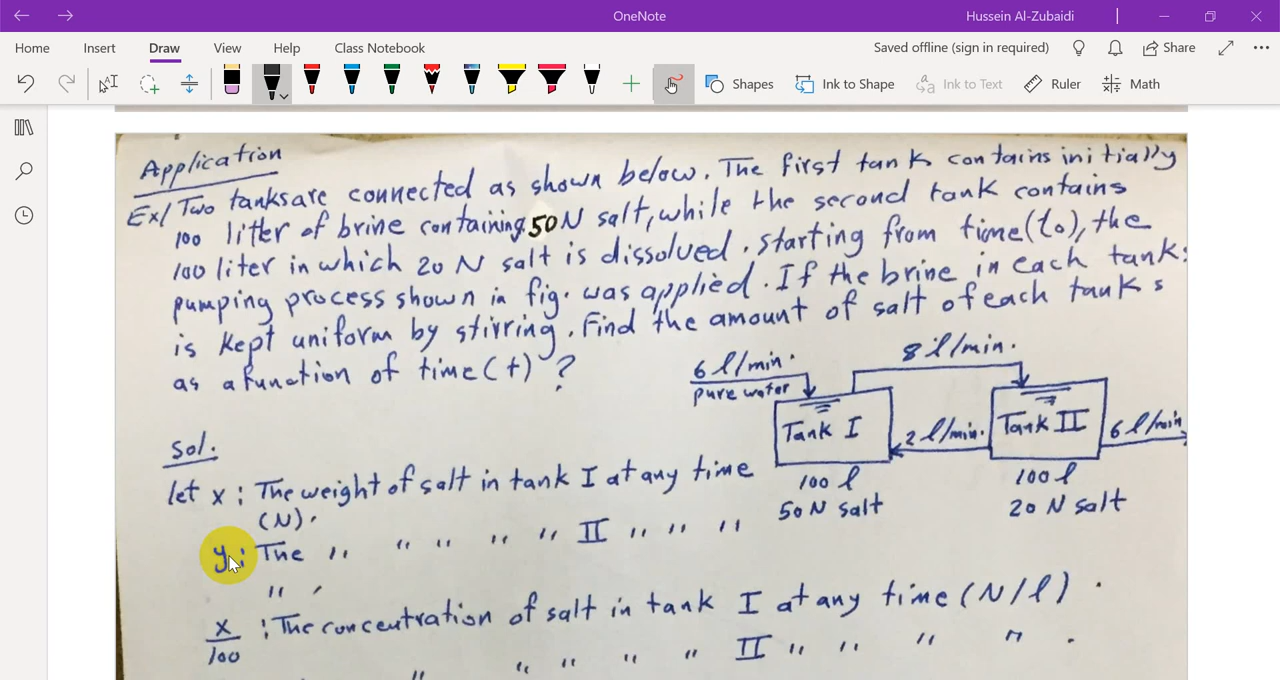 OneNote
Hussein Al-Zubaidi
Home Insert Draw View Help Class Notebook
Saved offline (sign in required) Share
Shapes Ink to Shape Ink to Text Ruler Math
Application
Ex/ Two tanks are connected as shown below. The first tank contains initially
100 litter of brine containing 50 N salt, while the second tank contains
100 liter in which 20 N salt is dissolved. Starting from time (to), the
pumping process shown in fig. was applied. If the brine in each tank
is kept uniform by stirring. Find the amount of salt of each tanks
as a function of time (t)?
6 l/min.
pure water
8 l/min.
Tank I
2 l/min.
Tank II
6 l/min
100 l
50 N salt
100 l
20 N salt
Sol.
let x : The weight of salt in tank I at any time
(N).
y: The " " " " " II " " "
" .
x/100 : The concentration of salt in tank I at any time (N/l).
" " " " II " " " " .